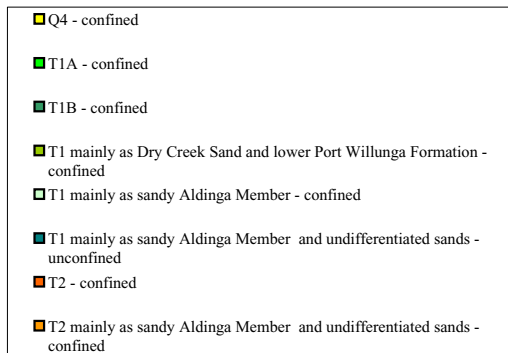 Q4 - confined
T1A - confined
T1B - confined
T1 mainly as Dry Creek Sand and lower Port Willunga Formation -
confined
T1 mainly as sandy Aldinga Member - confined
T1 mainly as sandy Aldinga Member  and undifferentiated sands -
unconfined
T2 - confined
T2 mainly as sandy Aldinga Member  and undifferentiated sands -
confined